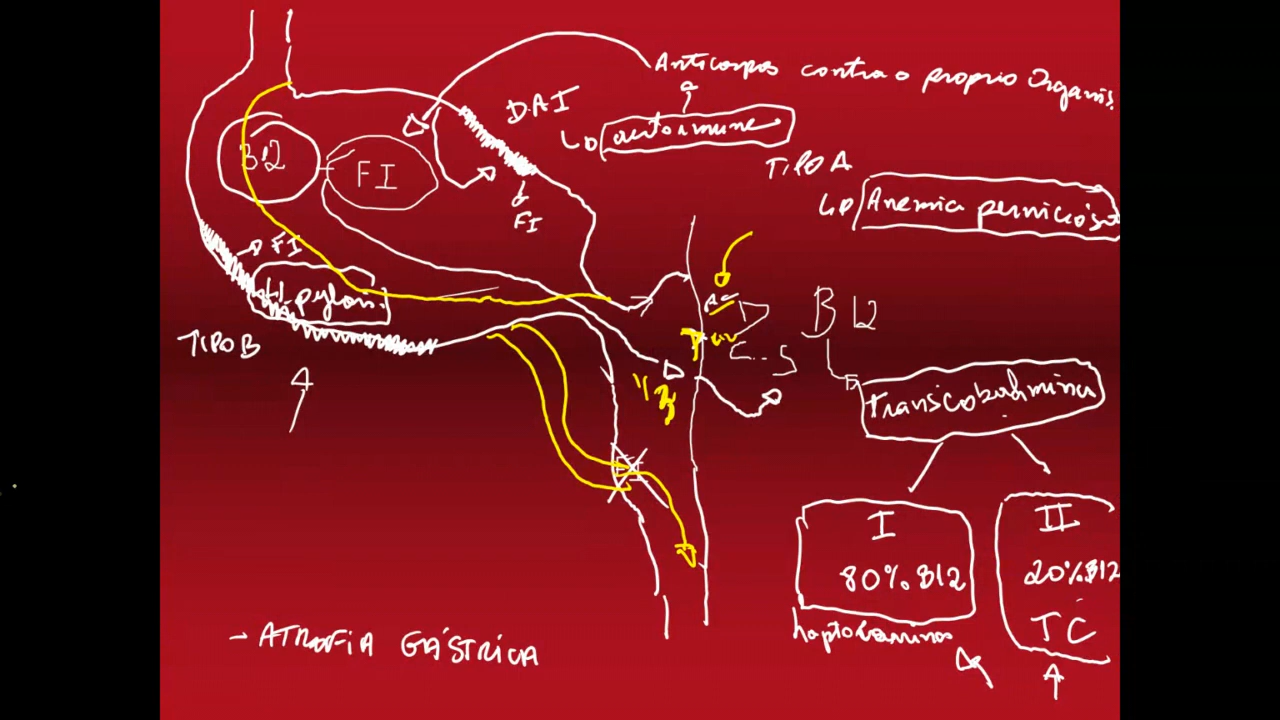 Anticorpos contra o proprio Organis.
DAI
autoimune
B12
FI
TIPO A
Anemia perniciosa
FI
FI
H. pylori
TIPO B
B12
Transcobalamina
I
80% B12
haptocorrinas
II
20% B12
TC
- ATROFIA GÁSTRICA